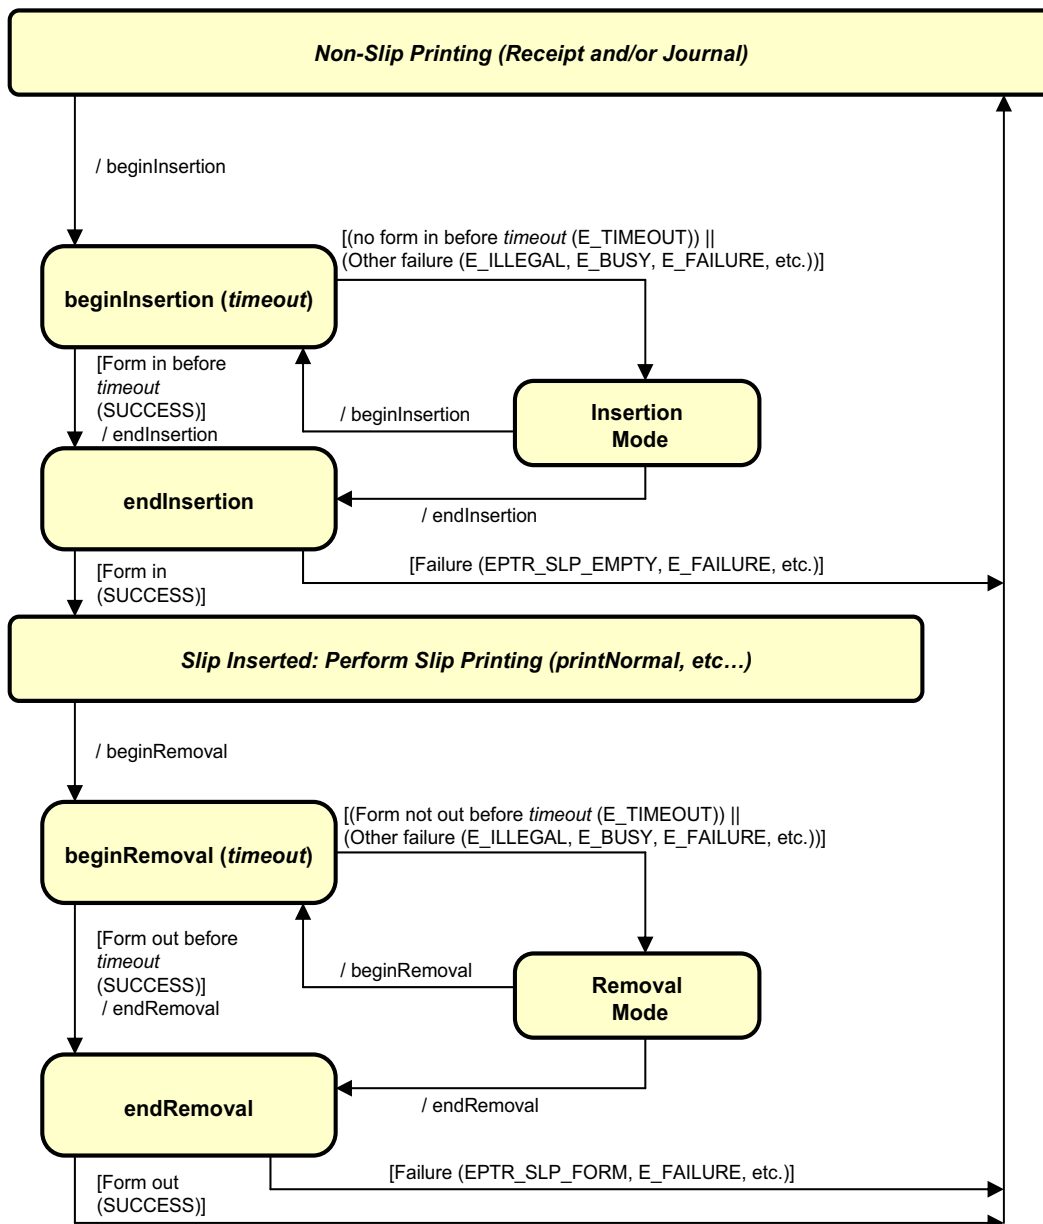 Non-Slip Printing (Receipt and/or Journal)
/ beginInsertion
[(no form in before timeout (E_TIMEOUT)) ||
(Other failure (E_ILLEGAL, E_BUSY, E_FAILURE, etc.))]
beginInsertion (timeout)
[Form in before
timeout
(SUCCESS)]
/ endInsertion
/ beginInsertion
Insertion
Mode
endInsertion
/ endInsertion
[Failure (EPTR_SLP_EMPTY, E_FAILURE, etc.)]
[Form in
(SUCCESS)]
Slip Inserted: Perform Slip Printing (printNormal, etc…)
/ beginRemoval
[(Form not out before timeout (E_TIMEOUT)) ||
(Other failure (E_ILLEGAL, E_BUSY, E_FAILURE, etc.))]
beginRemoval (timeout)
[Form out before
timeout
(SUCCESS)]
/ endRemoval
/ beginRemoval
Removal
Mode
endRemoval
/ endRemoval
[Failure (EPTR_SLP_FORM, E_FAILURE, etc.)]
[Form out
(SUCCESS)]